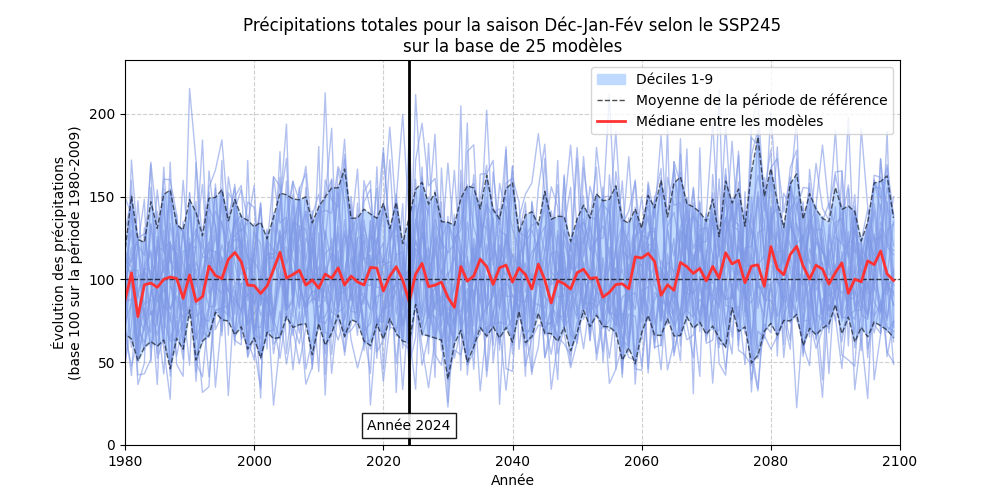 Précipitations totales pour la saison Déc-Jan-Fév selon le SSP245
sur la base de 25 modèles
Déciles 1-9
Moyenne de la période de référence
Médiane entre les modèles
Évolution des précipitations
(base 100 sur la période 1980-2009)
200
150
100
50
0
Année 2024
1980
2000
2020
2040
2060
2080
2100
Année